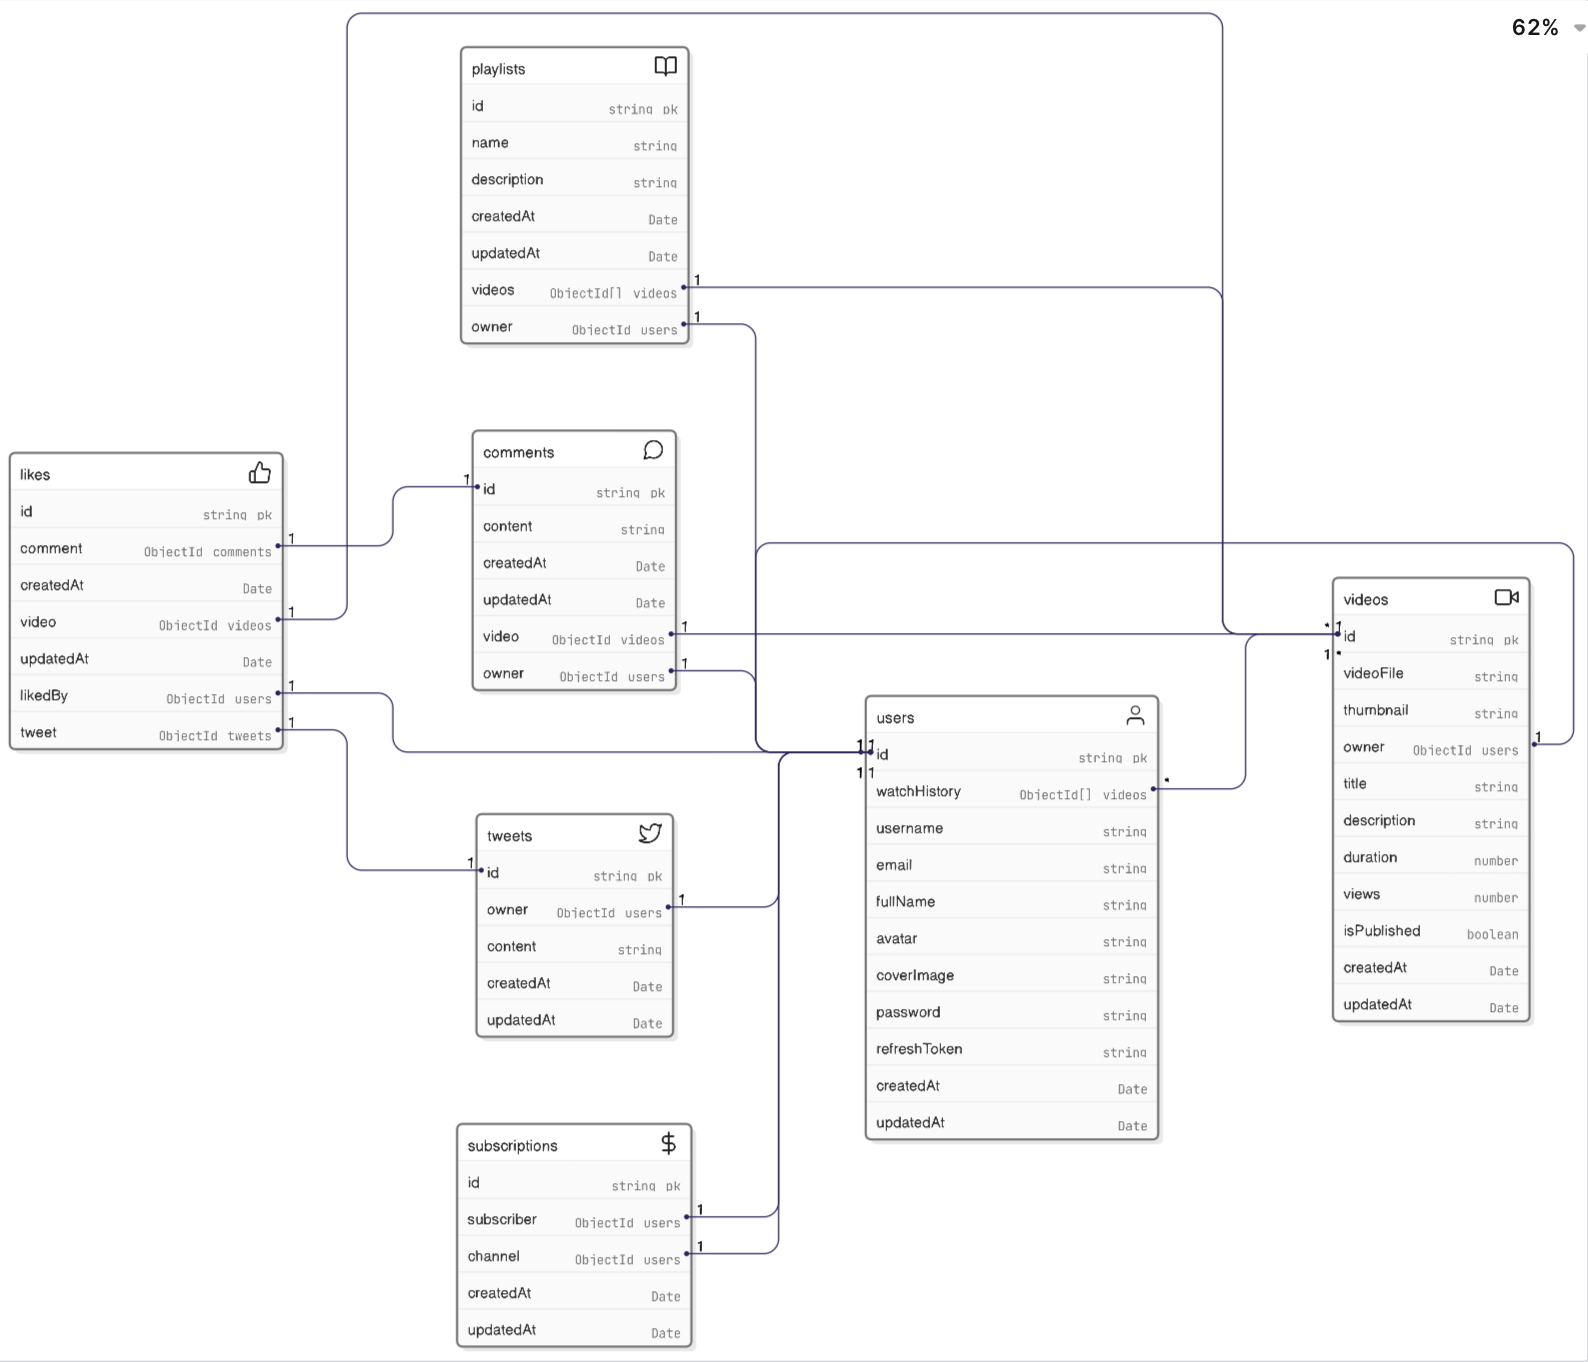 62%
playlists
id string pk
name string
description string
createdAt Date
updatedAt Date
videos ObjectId[] videos 1
owner ObjectId users 1
likes
id string pk
comment ObjectId comments 1
createdAt Date
video ObjectId videos 1
updatedAt Date
likedBy ObjectId users 1
tweet ObjectId tweets 1
comments
1 id string pk
content string
createdAt Date
updatedAt Date
video ObjectId videos 1
owner ObjectId users 1
tweets
1 id string pk
owner ObjectId users 1
content string
createdAt Date
updatedAt Date
subscriptions
id string pk
subscriber ObjectId users 1
channel ObjectId users 1
createdAt Date
updatedAt Date
users
1 1 id string pk
1 1
watchHistory ObjectId[] videos *
username string
email string
fullName string
avatar string
coverImage string
password string
refreshToken string
createdAt Date
updatedAt Date
videos
* 1 id string pk
1 *
videoFile string
thumbnail string
owner ObjectId users 1
title string
description string
duration number
views number
isPublished boolean
createdAt Date
updatedAt Date